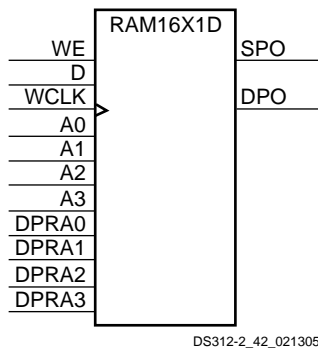 RAM16X1D
WE
SPO
D
WCLK
DPO
A0
A1
A2
A3
DPRA0
DPRA1
DPRA2
DPRA3
DS312-2_42_021305